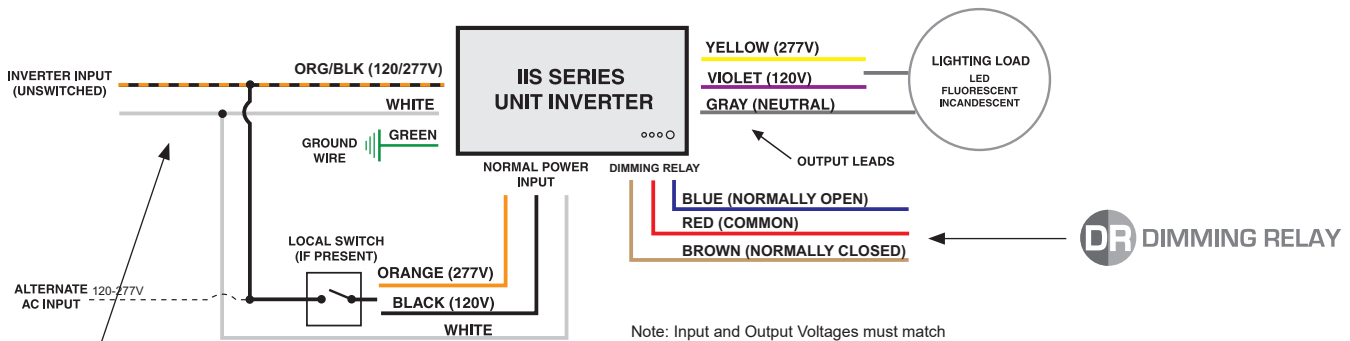 INVERTER INPUT
(UNSWITCHED)
ORG/BLK (120/277V)
WHITE
GREEN
GROUND
WIRE
IIS SERIES
UNIT INVERTER
YELLOW (277V)
VIOLET (120V)
GRAY (NEUTRAL)
LIGHTING LOAD
LED
FLUORESCENT
INCANDESCENT
OUTPUT LEADS
NORMAL POWER
INPUT
DIMMING RELAY
BLUE (NORMALLY OPEN)
RED (COMMON)
BROWN (NORMALLY CLOSED)
DR DIMMING RELAY
LOCAL SWITCH
(IF PRESENT)
ORANGE (277V)
BLACK (120V)
WHITE
ALTERNATE 120-277V
AC INPUT
Note: Input and Output Voltages must match